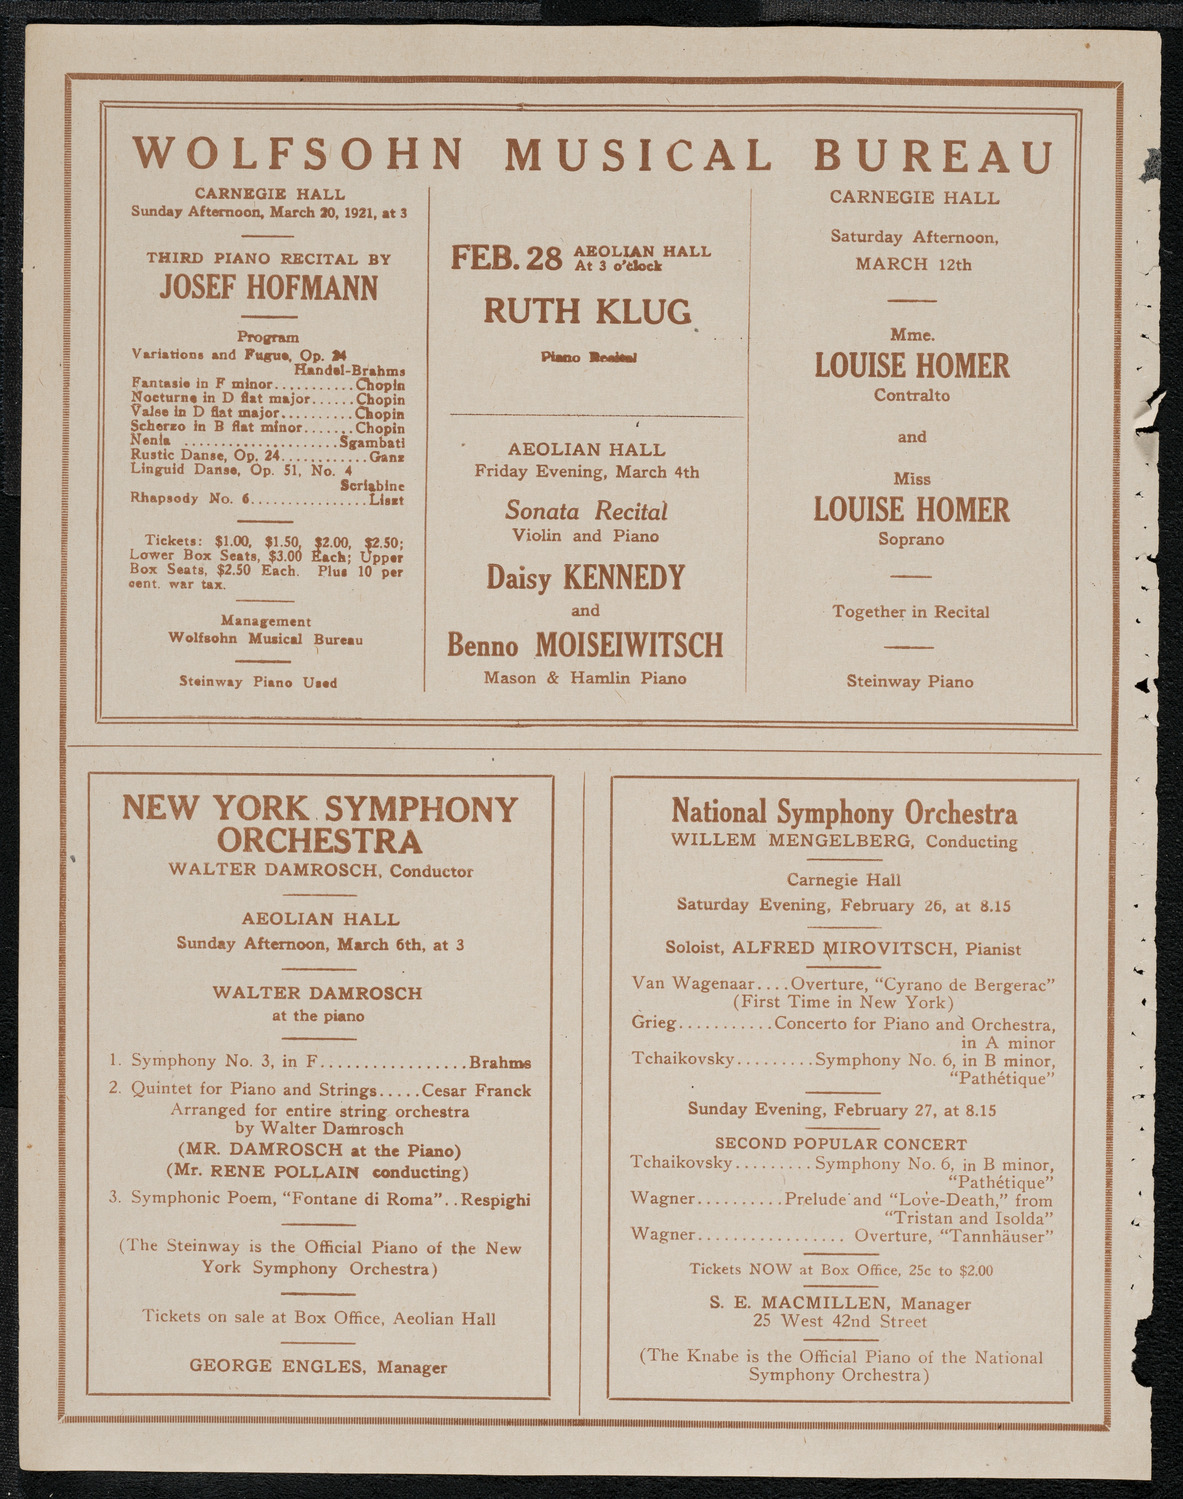 WOLFSOHN MUSICAL BUREAU
CARNEGIE HALL
Sunday Afternoon, March 20, 1921, at 3
THIRD PIANO RECITAL BY
JOSEF HOFMANN
Program
Variations and Fugue, Op. 24
Handel-Brahms
Fantasie in F minor...........Chopin
Nocturne in D flat major......Chopin
Valse in D flat major..........Chopin
Scherzo in B flat minor.......Chopin
Nenia .....................Sgambati
Rustic Danse, Op. 24............Ganz
Linguid Danse, Op. 51, No. 4
Scriabine
Rhapsody No. 6................Liszt
Tickets: $1.00, $1.50, $2.00, $2.50;
Lower Box Seats, $3.00 Each; Upper
Box Seats, $2.50 Each. Plus 10 per
cent. war tax.
Management
Wolfsohn Musical Bureau
Steinway Piano Used
FEB. 28 AEOLIAN HALL
At 3 o'clock
RUTH KLUG
Piano Recital
AEOLIAN HALL
Friday Evening, March 4th
Sonata Recital
Violin and Piano
Daisy KENNEDY
and
Benno MOISEIWITSCH
Mason & Hamlin Piano
CARNEGIE HALL
Saturday Afternoon,
MARCH 12th
Mme.
LOUISE HOMER
Contralto
and
Miss
LOUISE HOMER
Soprano
Together in Recital
Steinway Piano
NEW YORK SYMPHONY
ORCHESTRA
WALTER DAMROSCH, Conductor
AEOLIAN HALL
Sunday Afternoon, March 6th, at 3
WALTER DAMROSCH
at the piano
1. Symphony No. 3, in F.................Brahms
2. Quintet for Piano and Strings.....Cesar Franck
Arranged for entire string orchestra
by Walter Damrosch
(MR. DAMROSCH at the Piano)
(Mr. RENE POLLAIN conducting)
3. Symphonic Poem, "Fontane di Roma"..Respighi
(The Steinway is the Official Piano of the New
York Symphony Orchestra)
Tickets on sale at Box Office, Aeolian Hall
GEORGE ENGLES, Manager
National Symphony Orchestra
WILLEM MENGELBERG, Conducting
Carnegie Hall
Saturday Evening, February 26, at 8.15
Soloist, ALFRED MIROVITSCH, Pianist
Van Wagenaar....Overture, "Cyrano de Bergerac"
(First Time in New York)
Grieg...........Concerto for Piano and Orchestra,
in A minor
Tchaikovsky.........Symphony No. 6, in B minor,
"Pathétique"
Sunday Evening, February 27, at 8.15
SECOND POPULAR CONCERT
Tchaikovsky.........Symphony No. 6, in B minor,
"Pathétique"
Wagner..........Prelude and "Love-Death," from
"Tristan and Isolda"
Wagner................. Overture, "Tannhäuser"
Tickets NOW at Box Office, 25c to $2.00
S. E. MACMILLEN, Manager
25 West 42nd Street
(The Knabe is the Official Piano of the National
Symphony Orchestra)